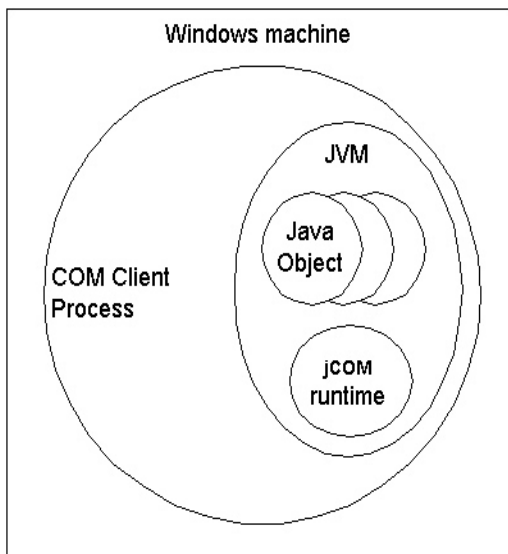 Windows machine
JVM
Java
Object
COM Client
Process
jCOM
runtime